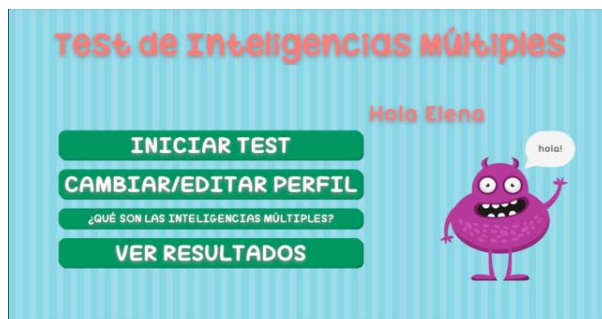 Test de Inteligencias Múltiples
Hola Elena
INICIAR TEST
hola!
CAMBIAR/EDITAR PERFIL
¿QUÉ SON LAS INTELIGENCIAS MÚLTIPLES?
VER RESULTADOS